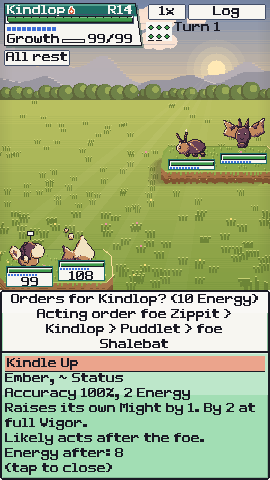 Kindlop R14
1x
Log
Turn 1
Growth 99/99
All rest
99
108
Orders for Kindlop? (10 Energy)
Acting order foe Zippit >
Kindlop > Puddlet > foe
Shalebat
Kindle Up
Ember, ~ Status
Accuracy 100%, 2 Energy
Raises its own Might by 1. By 2 at
full Vigor.
Likely acts after the foe.
Energy after: 8
(tap to close)